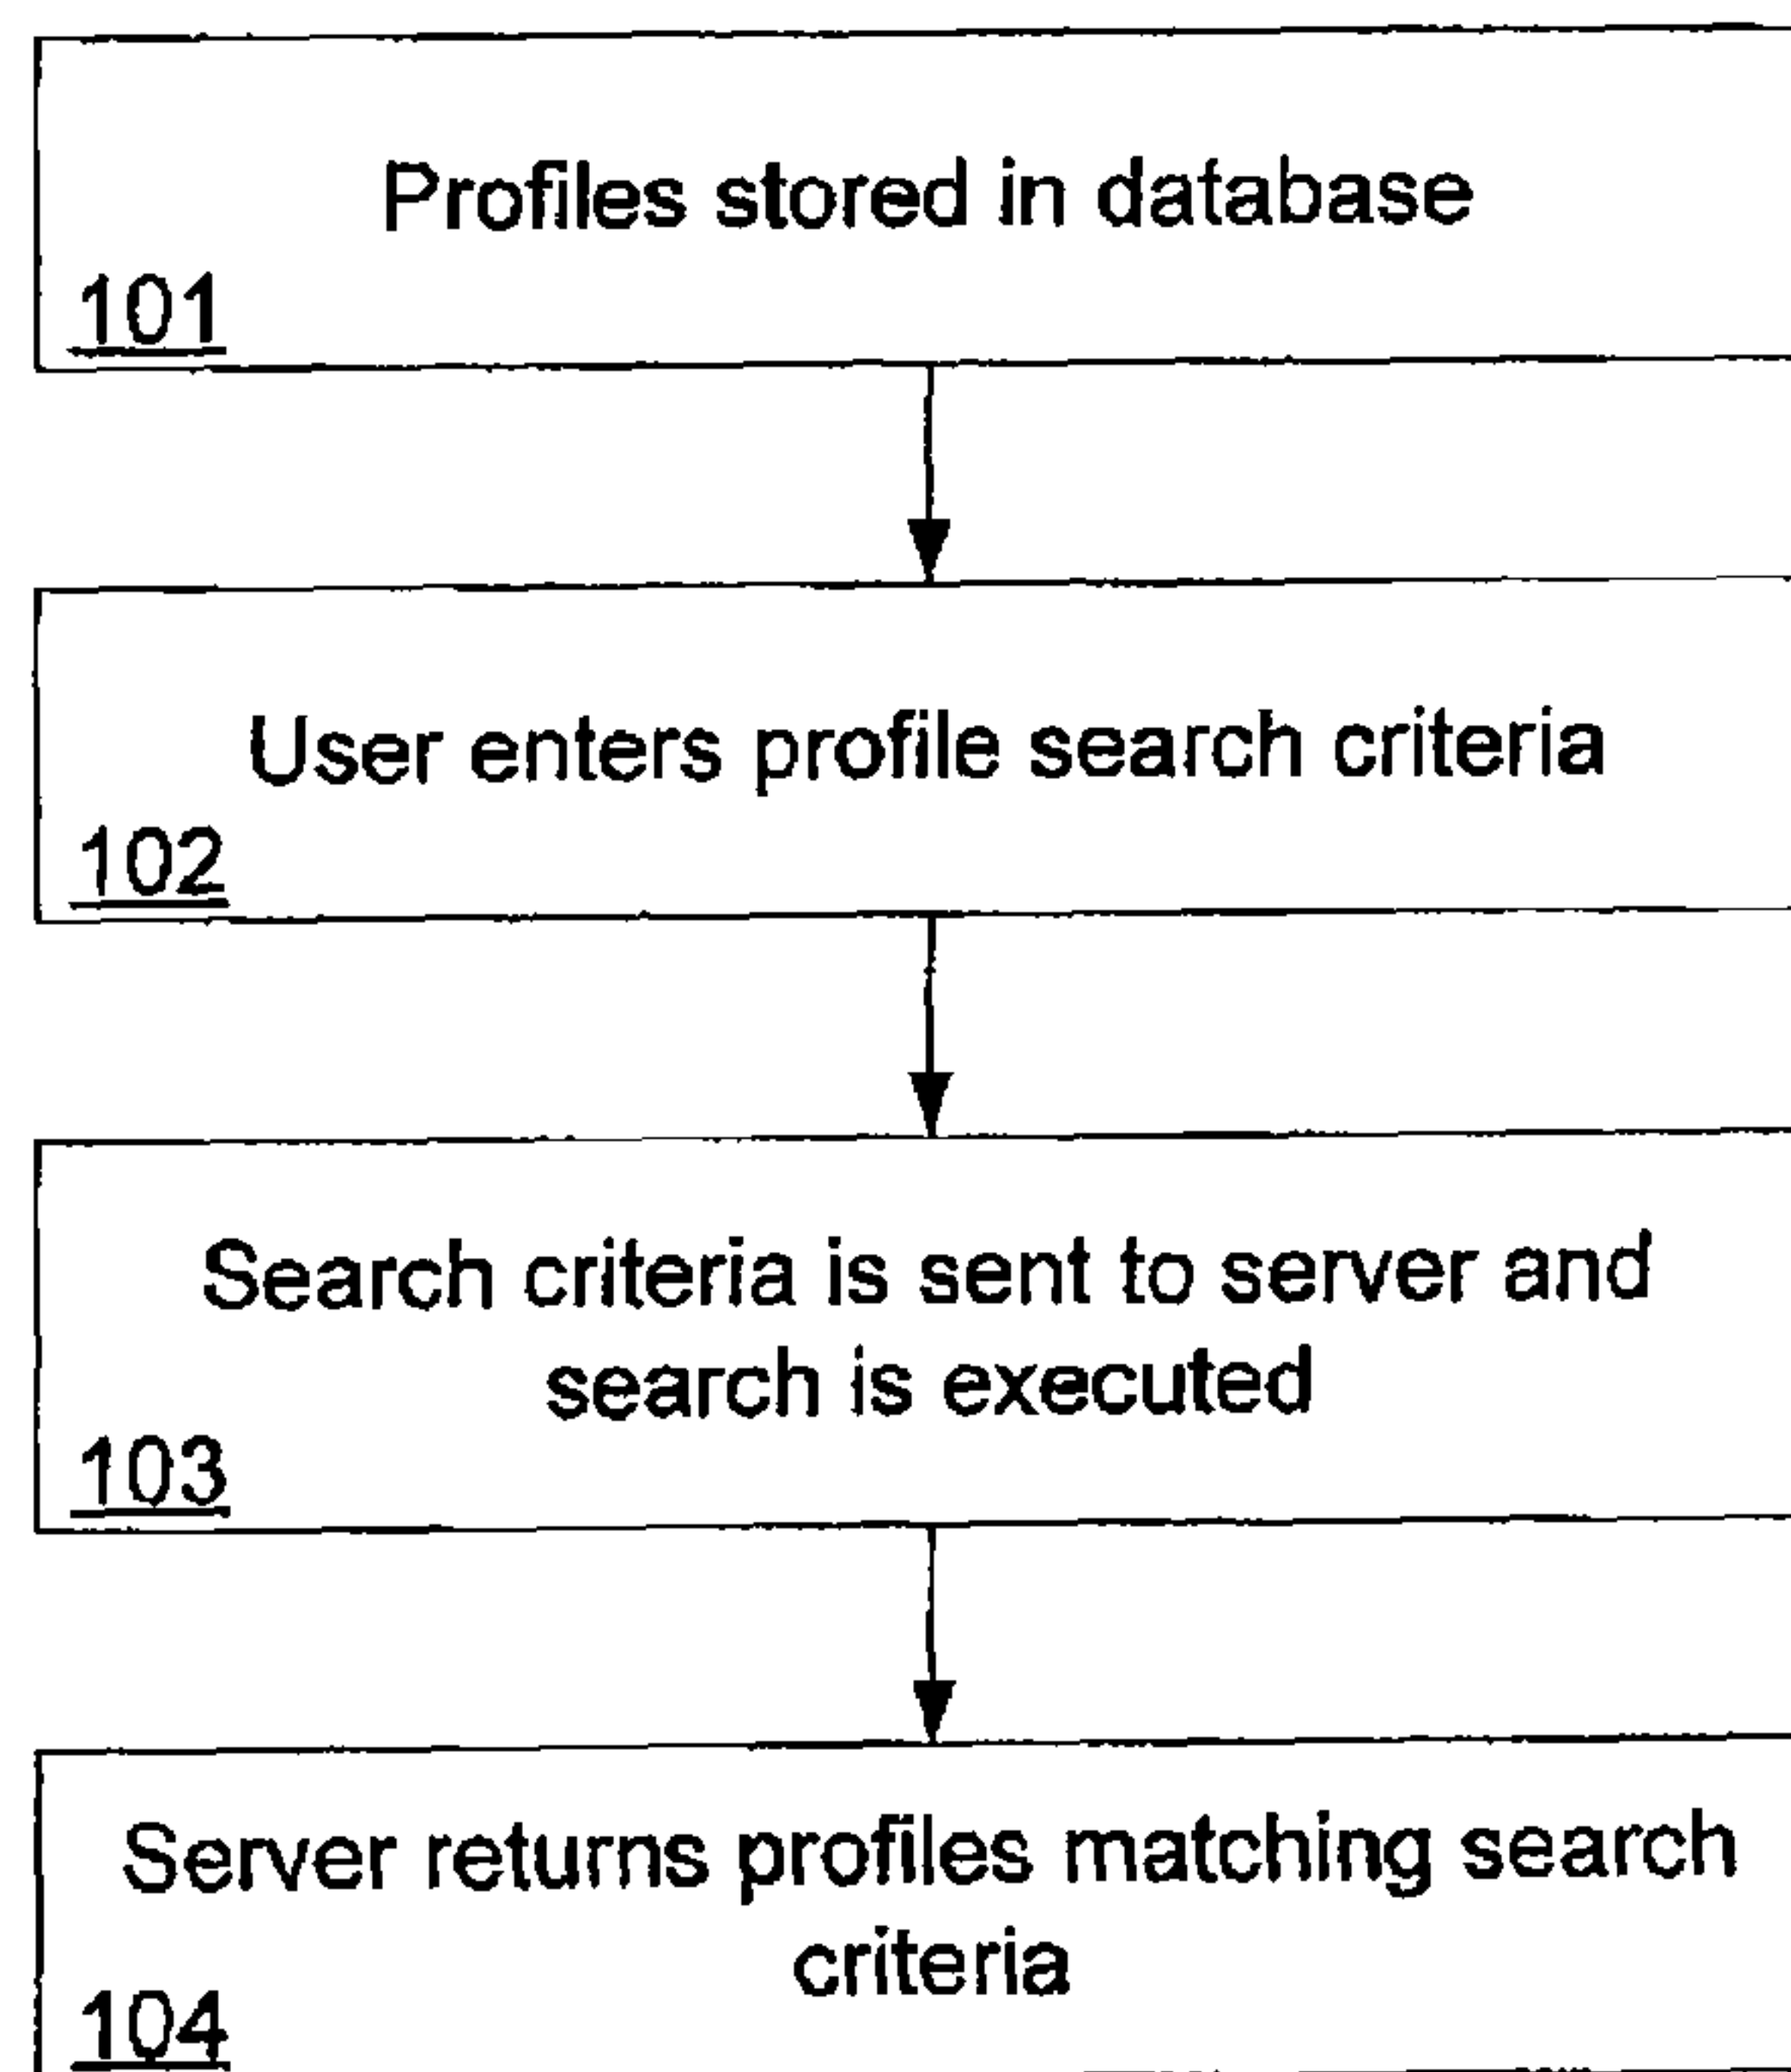 Profiles stored in database
101
User enters profile search criteria
102
Search criteria is sent to server and
search is executed
103
Server returns profiles matching search
criteria
104